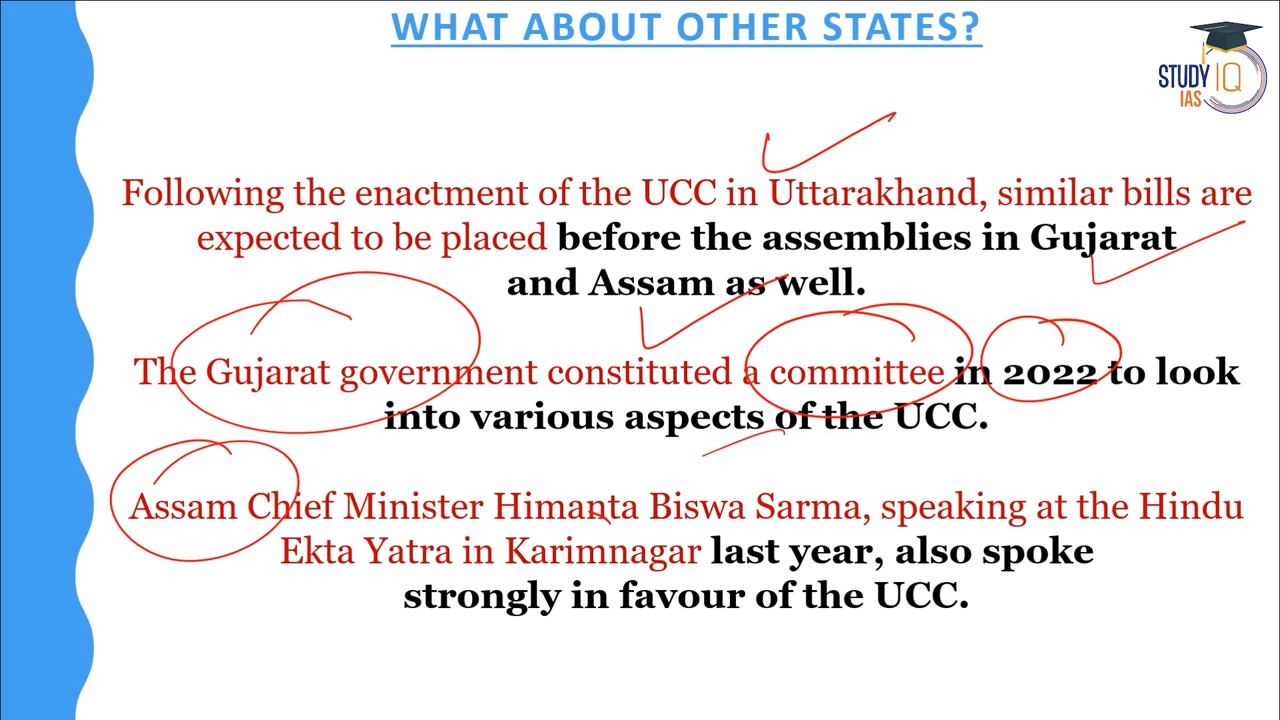 WHAT ABOUT OTHER STATES?
STUDY IQ
IAS
Following the enactment of the UCC in Uttarakhand, similar bills are
expected to be placed before the assemblies in Gujarat
and Assam as well.
The Gujarat government constituted a committee in 2022 to look
into various aspects of the UCC.
Assam Chief Minister Himanta Biswa Sarma, speaking at the Hindu
Ekta Yatra in Karimnagar last year, also spoke
strongly in favour of the UCC.